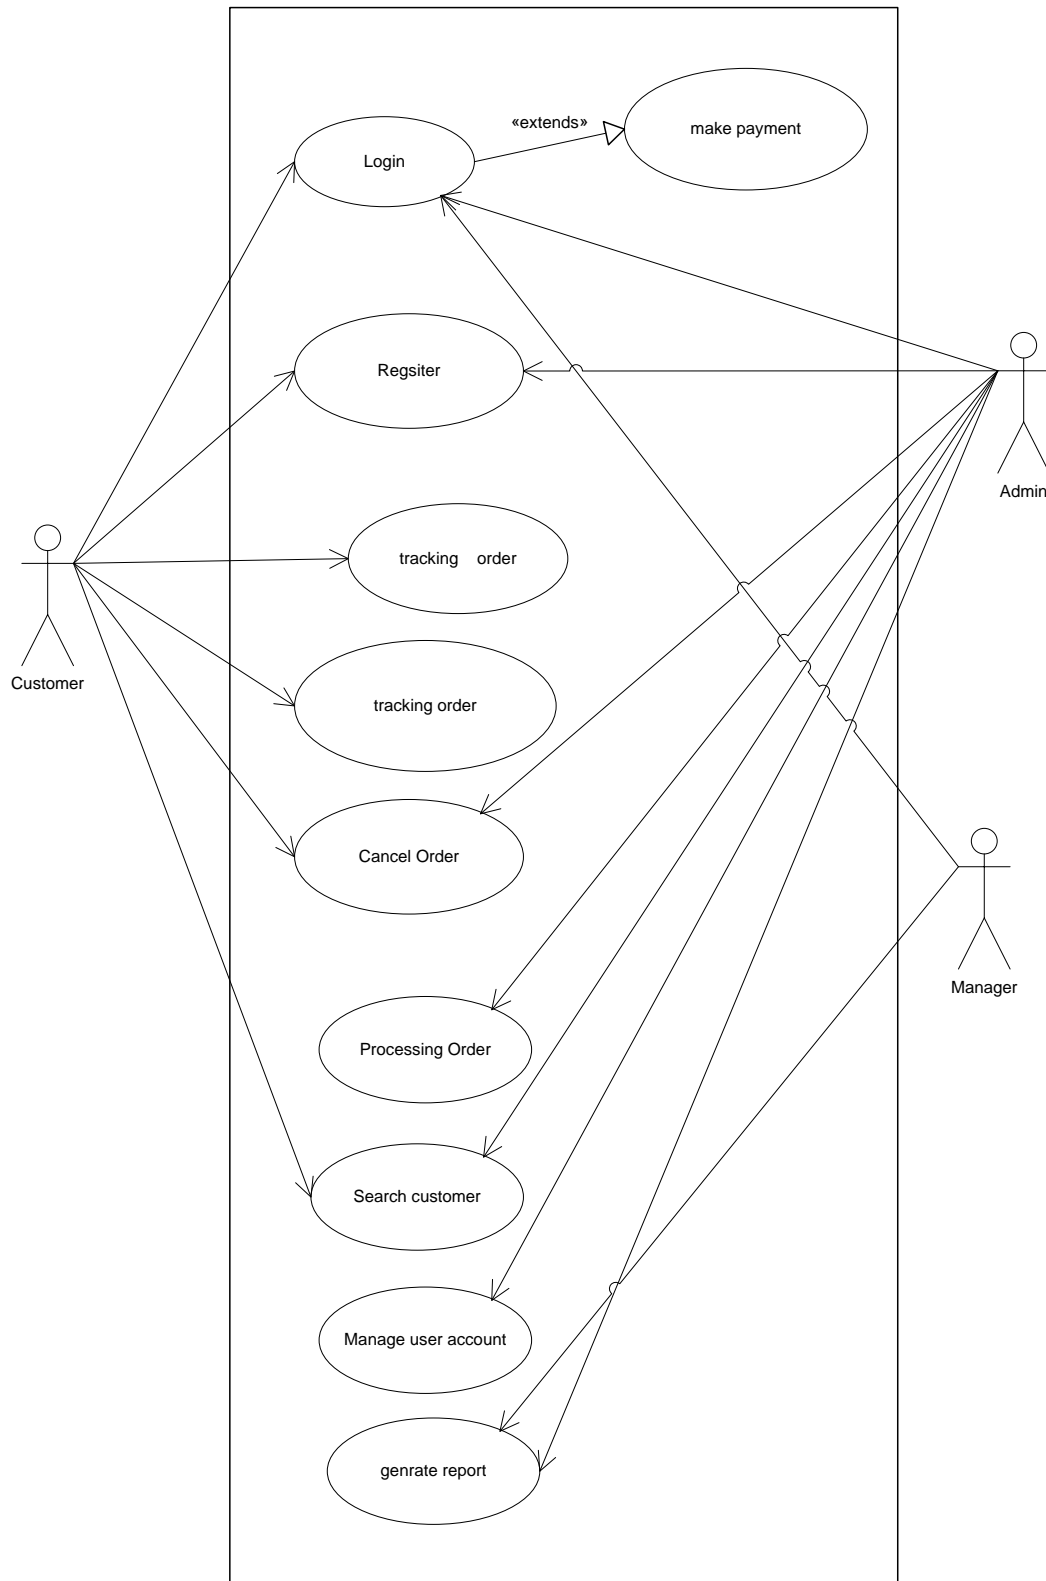 «extends»
make payment
Login
Regsiter
Admin
tracking    order
Customer
tracking order
Cancel Order
Manager
Processing Order
Search customer
Manage user account
genrate report